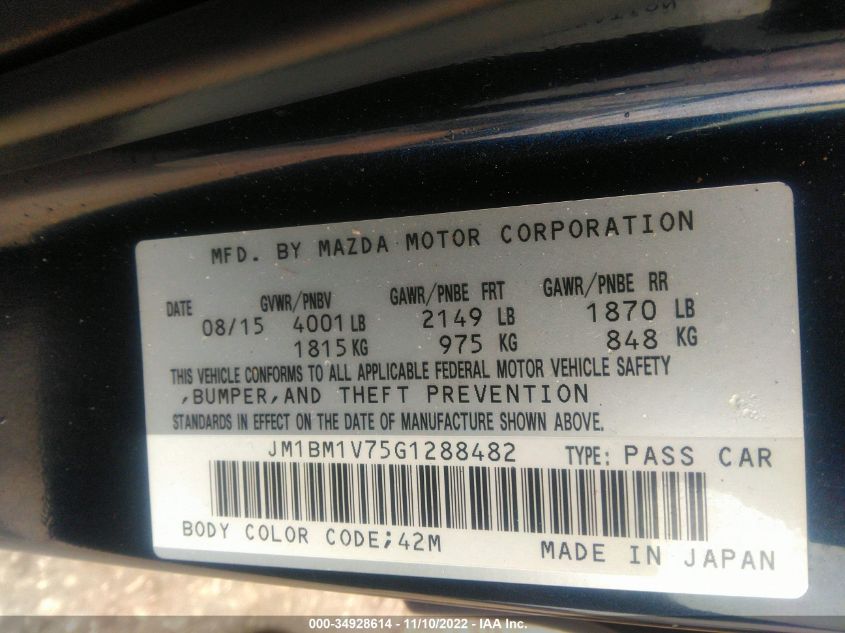 MFD. BY MAZDA MOTOR CORPORATION
DATE GVWR/PNBV GAWR/PNBE FRT GAWR/PNBE RR
08/15 4001 LB 2149 LB 1870 LB
1815 KG 975 KG 848 KG
THIS VEHICLE CONFORMS TO ALL APPLICABLE FEDERAL MOTOR VEHICLE SAFETY
,BUMPER,AND THEFT PREVENTION
STANDARDS IN EFFECT ON THE DATE OF MANUFACTURE SHOWN ABOVE.
JM1BM1V75G1288482 TYPE: PASS CAR
BODY COLOR CODE;42M MADE IN JAPAN
000-34928614 - 11/10/2022 - IAA Inc.